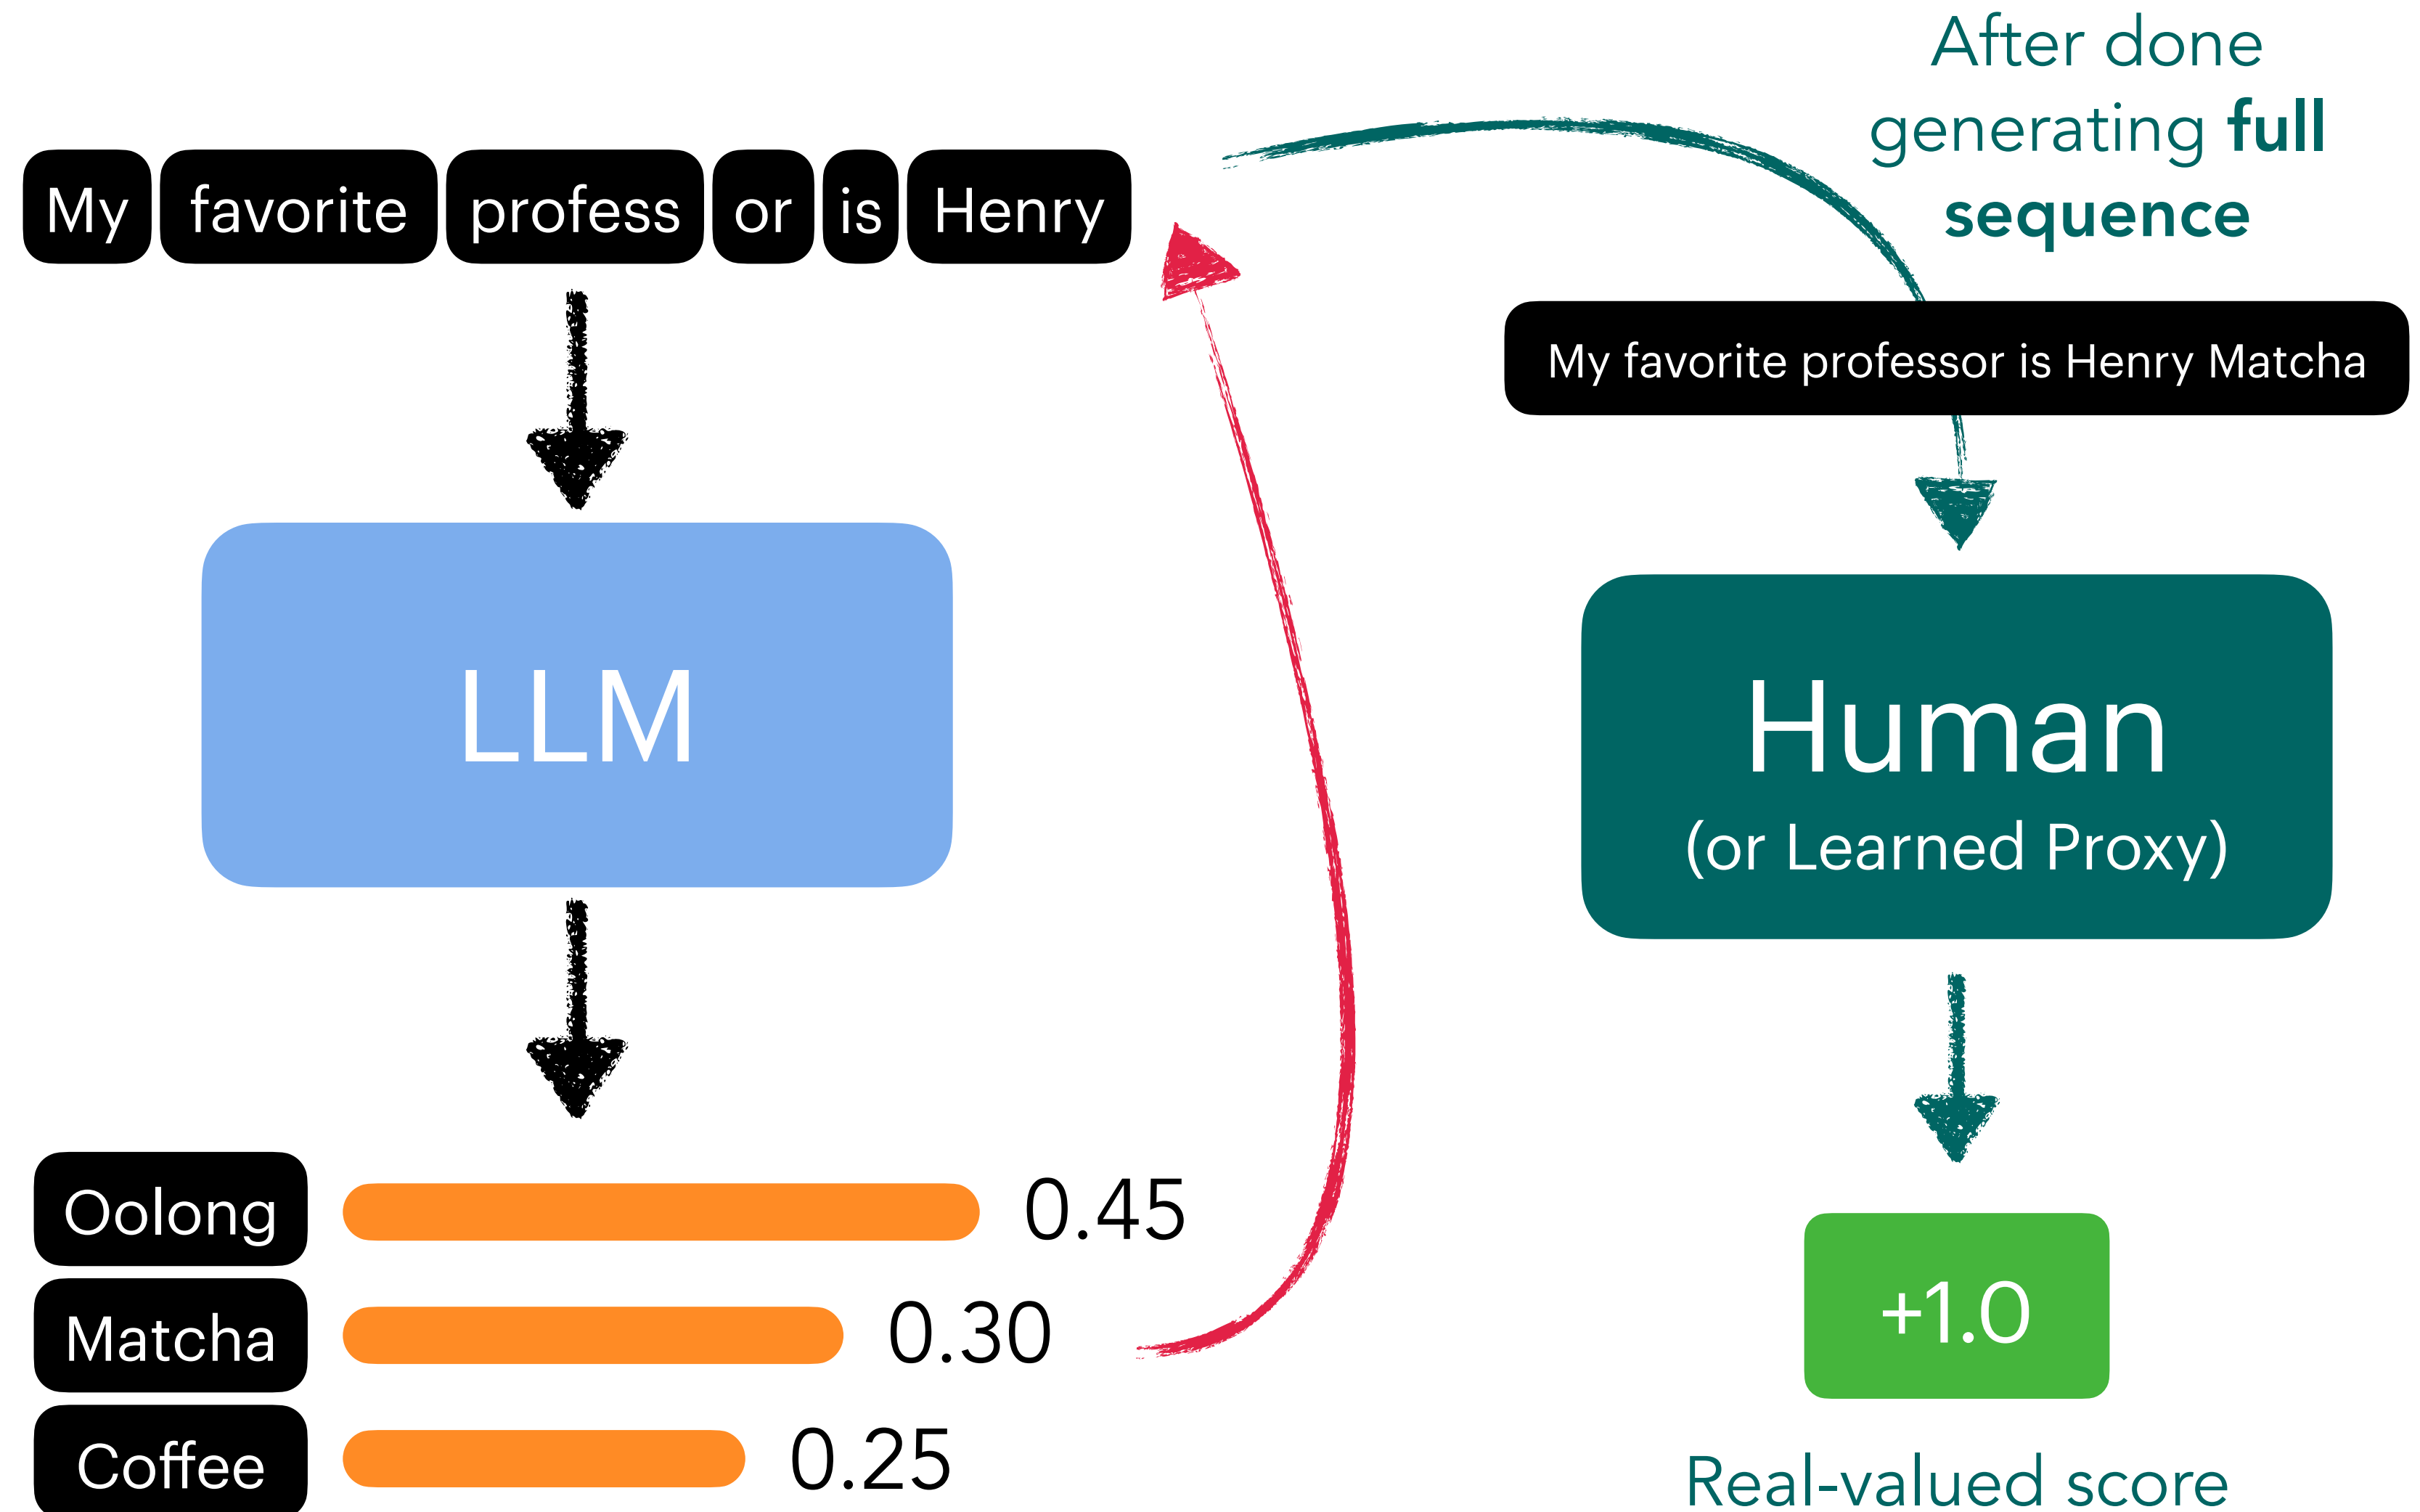 After done
generating full
sequence
My favorite profess or is Henry
My favorite professor is Henry Matcha
LLM
Human
(or Learned Proxy)
Oolong 0.45
Matcha 0.30
Coffee 0.25
+1.0
Real-valued score